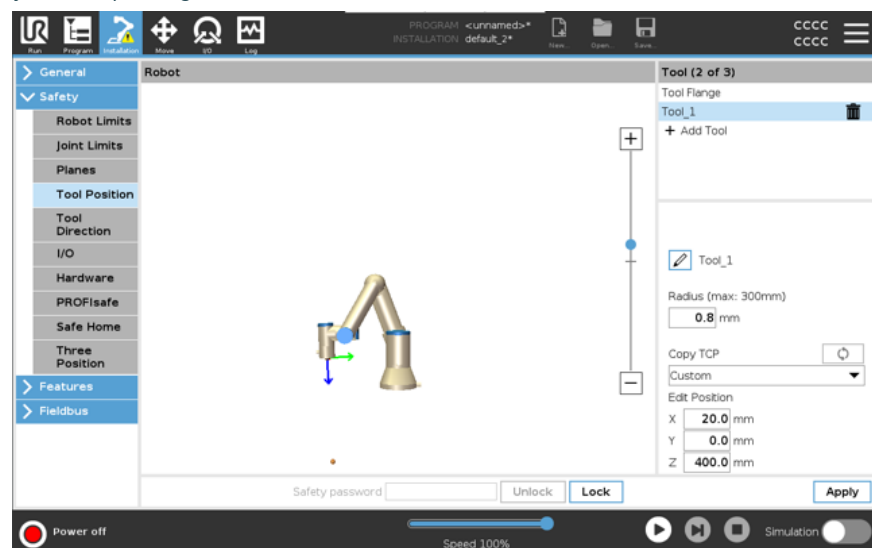 PROGRAM <unnamed>*
INSTALLATION default_2*
CCCC
CCCC
UR
Run
Program
Installation
Move
I/O
Log
New...
Open...
Save...
General
Safety
Robot Limits
Joint Limits
Planes
Tool Position
Tool
Direction
I/O
Hardware
PROFIsafe
Safe Home
Three
Position
Features
Fieldbus
Robot
Tool (2 of 3)
Tool Flange
Tool_1
+ Add Tool
Tool_1
Radius (max: 300mm)
0.8 mm
Copy TCP
Custom
Edit Position
X 20.0 mm
Y 0.0 mm
Z 400.0 mm
Safety password
Unlock
Lock
Apply
Power off
Speed 100%
Simulation